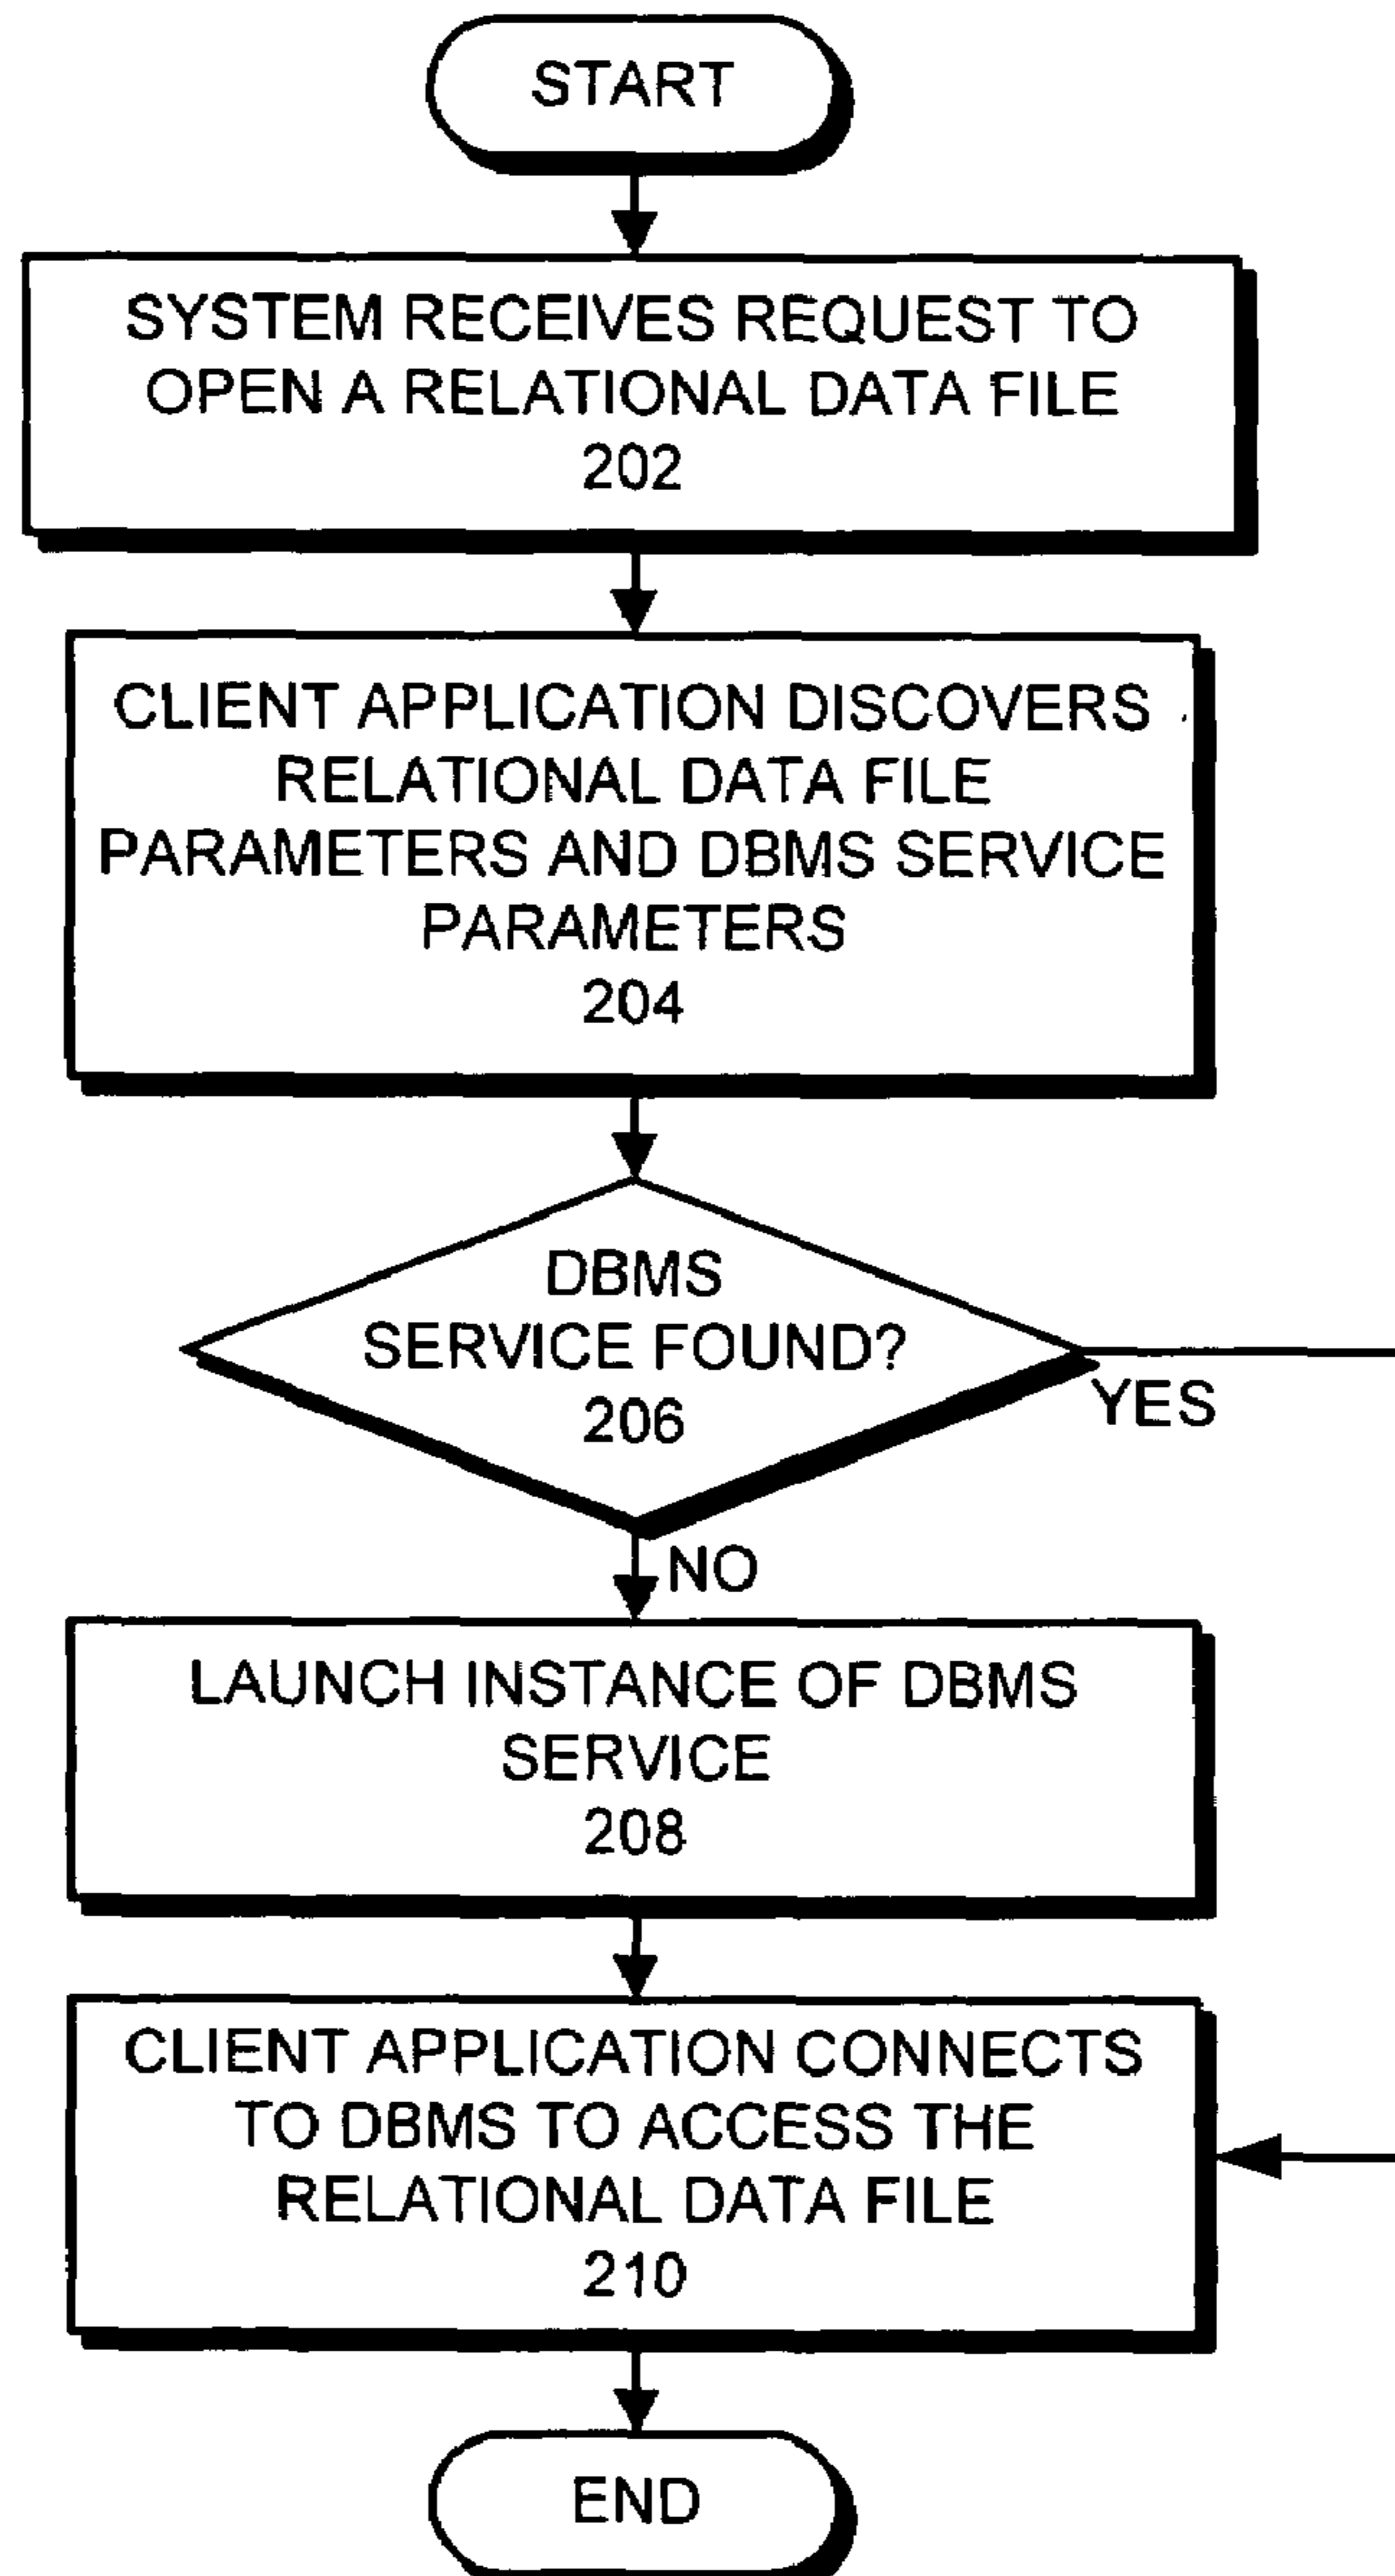 START
SYSTEM RECEIVES REQUEST TO
OPEN A RELATIONAL DATA FILE
202
CLIENT APPLICATION DISCOVERS
RELATIONAL DATA FILE
PARAMETERS AND DBMS SERVICE
PARAMETERS
204
DBMS
SERVICE FOUND?
206
YES
NO
LAUNCH INSTANCE OF DBMS
SERVICE
208
CLIENT APPLICATION CONNECTS
TO DBMS TO ACCESS THE
RELATIONAL DATA FILE
210
END